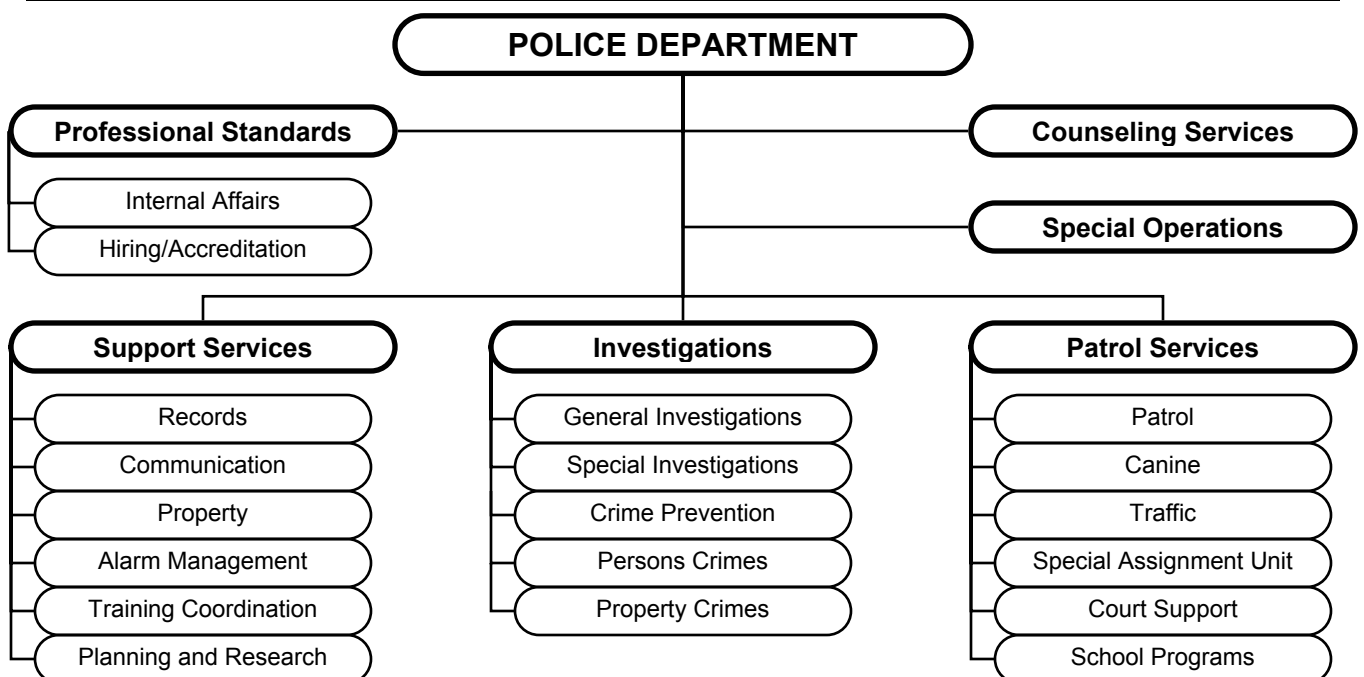 POLICE DEPARTMENT
Professional Standards
Counseling Services
Internal Affairs
Hiring/Accreditation
Special Operations
Support Services
Records
Communication
Property
Alarm Management
Training Coordination
Planning and Research
Investigations
General Investigations
Special Investigations
Crime Prevention
Persons Crimes
Property Crimes
Patrol Services
Patrol
Canine
Traffic
Special Assignment Unit
Court Support
School Programs